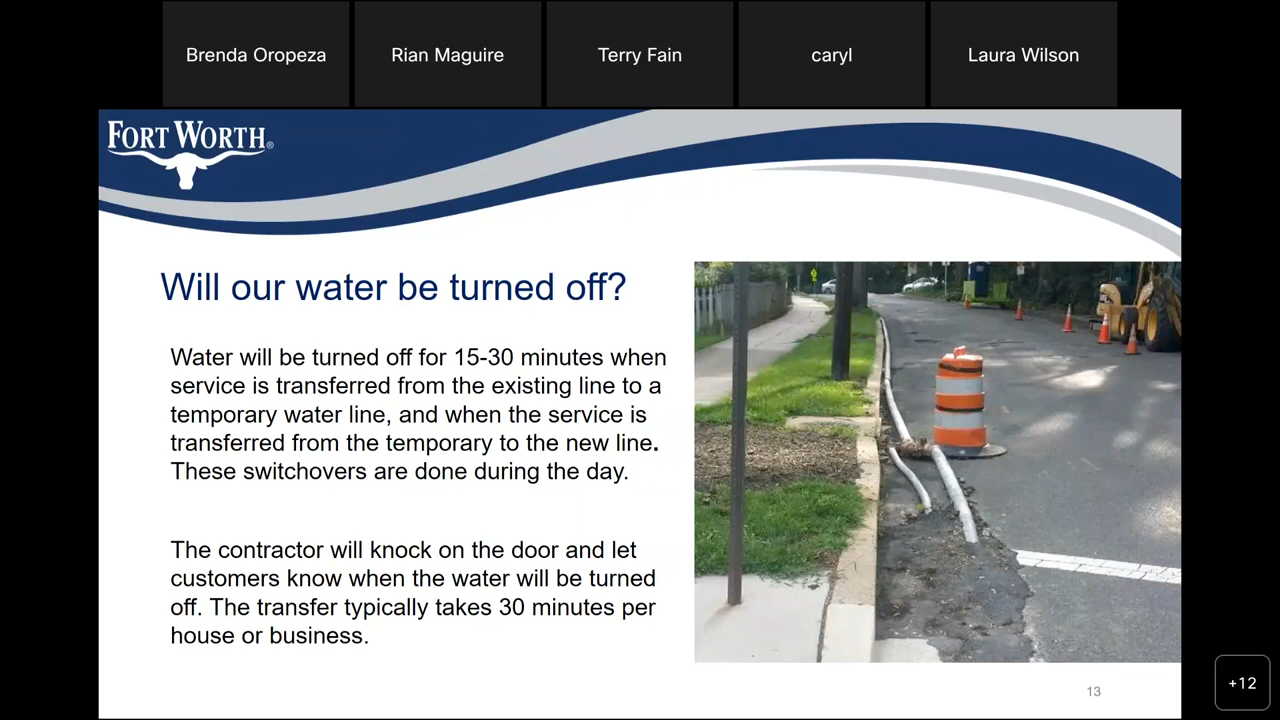 Brenda Oropeza
Rian Maguire
Terry Fain
caryl
Laura Wilson
FORT WORTH®
Will our water be turned off?
Water will be turned off for 15-30 minutes when
service is transferred from the existing line to a
temporary water line, and when the service is
transferred from the temporary to the new line.
These switchovers are done during the day.
The contractor will knock on the door and let
customers know when the water will be turned
off. The transfer typically takes 30 minutes per
house or business.
13
+12